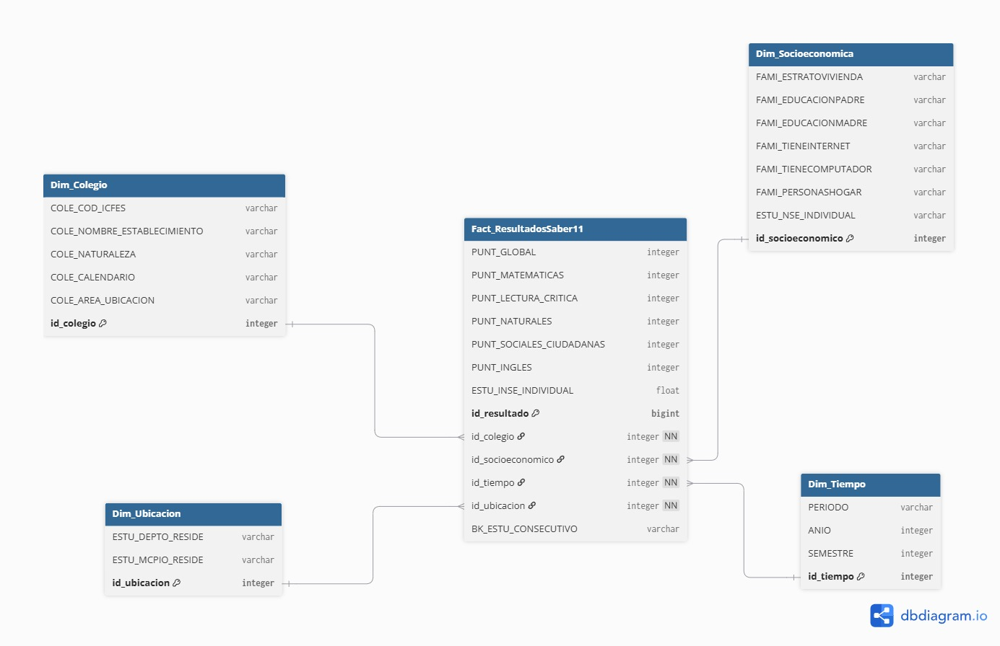 Dim_Socioeconomica
FAMI_ESTRATOVIVIENDA varchar
FAMI_EDUCACIONPADRE varchar
FAMI_EDUCACIONMADRE varchar
FAMI_TIENEINTERNET varchar
FAMI_TIENECOMPUTADOR varchar
FAMI_PERSONASHOGAR varchar
ESTU_NSE_INDIVIDUAL varchar
id_socioeconomico integer
Dim_Colegio
COLE_COD_ICFES varchar
COLE_NOMBRE_ESTABLECIMIENTO varchar
COLE_NATURALEZA varchar
COLE_CALENDARIO varchar
COLE_AREA_UBICACION varchar
id_colegio integer
Fact_ResultadosSaber11
PUNT_GLOBAL integer
PUNT_MATEMATICAS integer
PUNT_LECTURA_CRITICA integer
PUNT_NATURALES integer
PUNT_SOCIALES_CIUDADANAS integer
PUNT_INGLES integer
ESTU_INSE_INDIVIDUAL float
id_resultado bigint
id_colegio integer NN
id_socioeconomico integer NN
id_tiempo integer NN
id_ubicacion integer NN
BK_ESTU_CONSECUTIVO varchar
Dim_Ubicacion
ESTU_DEPTO_RESIDE varchar
ESTU_MCPIO_RESIDE varchar
id_ubicacion integer
Dim_Tiempo
PERIODO varchar
ANIO integer
SEMESTRE integer
id_tiempo integer
dbdiagram.io